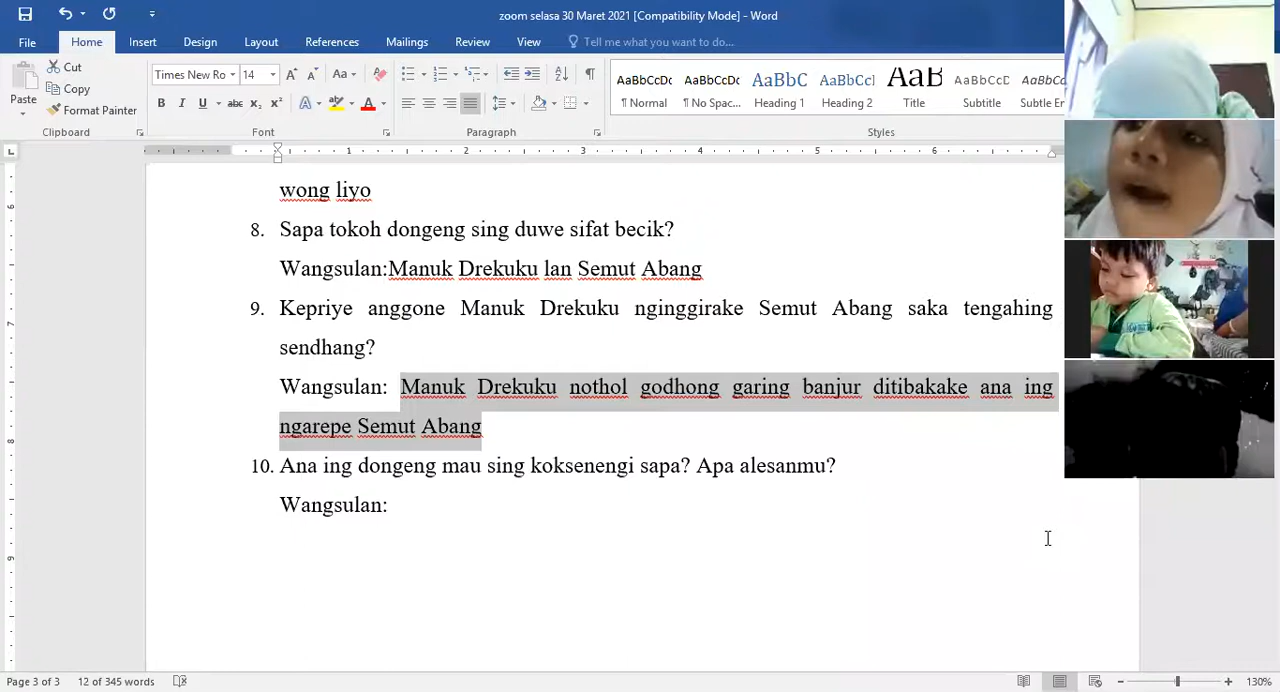 zoom selasa 30 Maret 2021 [Compatibility Mode] - Word
File Home Insert Design Layout References Mailings Review View Tell me what you want to do...
Cut
Copy
Format Painter
Paste
Clipboard
Times New Ro 14
Font
Paragraph
AaBbCcDc AaBbCcDc AaBbC AaBbCcl AaB AaBbCcD AaBbCcD
¶ Normal ¶ No Spac... Heading 1 Heading 2 Title Subtitle Subtle Em
Styles
1 2 3 4 5 6
wong liyo
8. Sapa tokoh dongeng sing duwe sifat becik?
Wangsulan:Manuk Drekuku lan Semut Abang
9. Kepriye anggone Manuk Drekuku nginggirake Semut Abang saka tengahing
sendhang?
Wangsulan: Manuk Drekuku nothol godhong garing banjur ditibakake ana ing
ngarepe Semut Abang
10. Ana ing dongeng mau sing koksenengi sapa? Apa alesanmu?
Wangsulan:
Page 3 of 3 12 of 345 words 130%